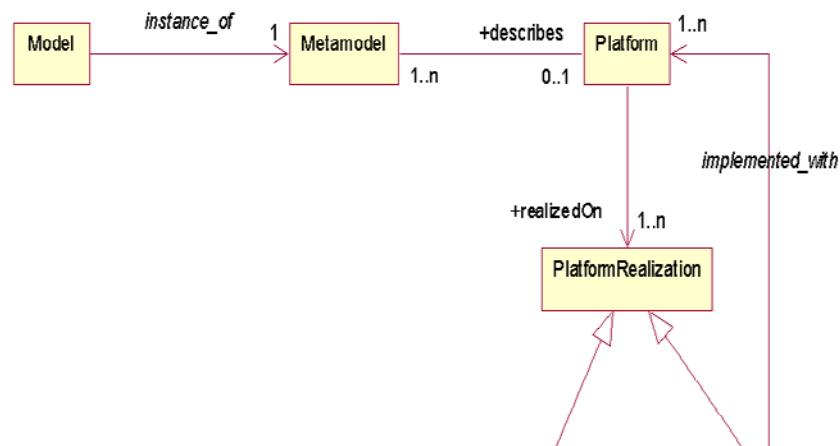 instance_of
1
+describes
1..n
Model
Metamodel
Platform
1..n
0..1
implemented_with
+realizedOn
1..n
PlatformRealization